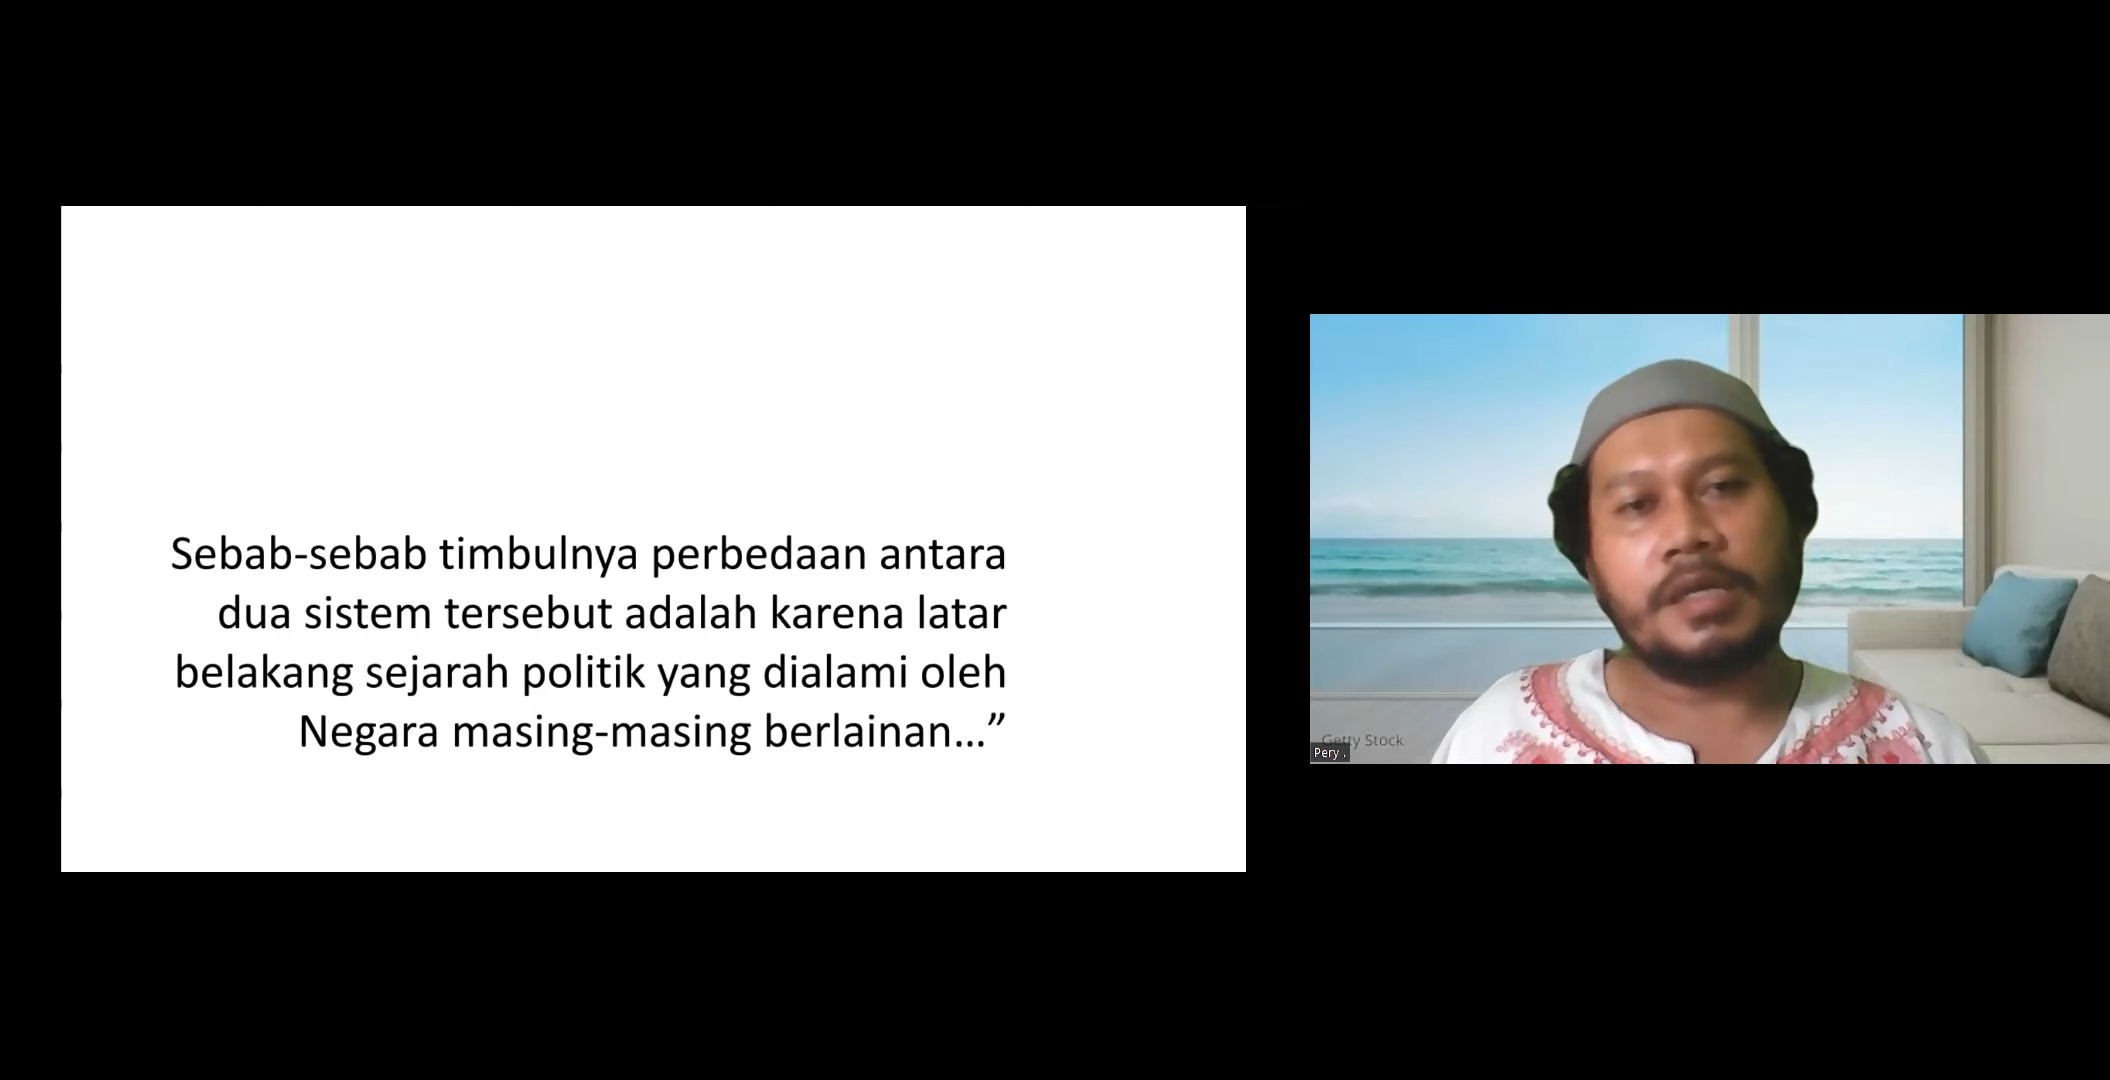 Sebab-sebab timbulnya perbedaan antara
dua sistem tersebut adalah karena latar
belakang sejarah politik yang dialami oleh
Negara masing-masing berlainan...”
Getty Stock
Pery .